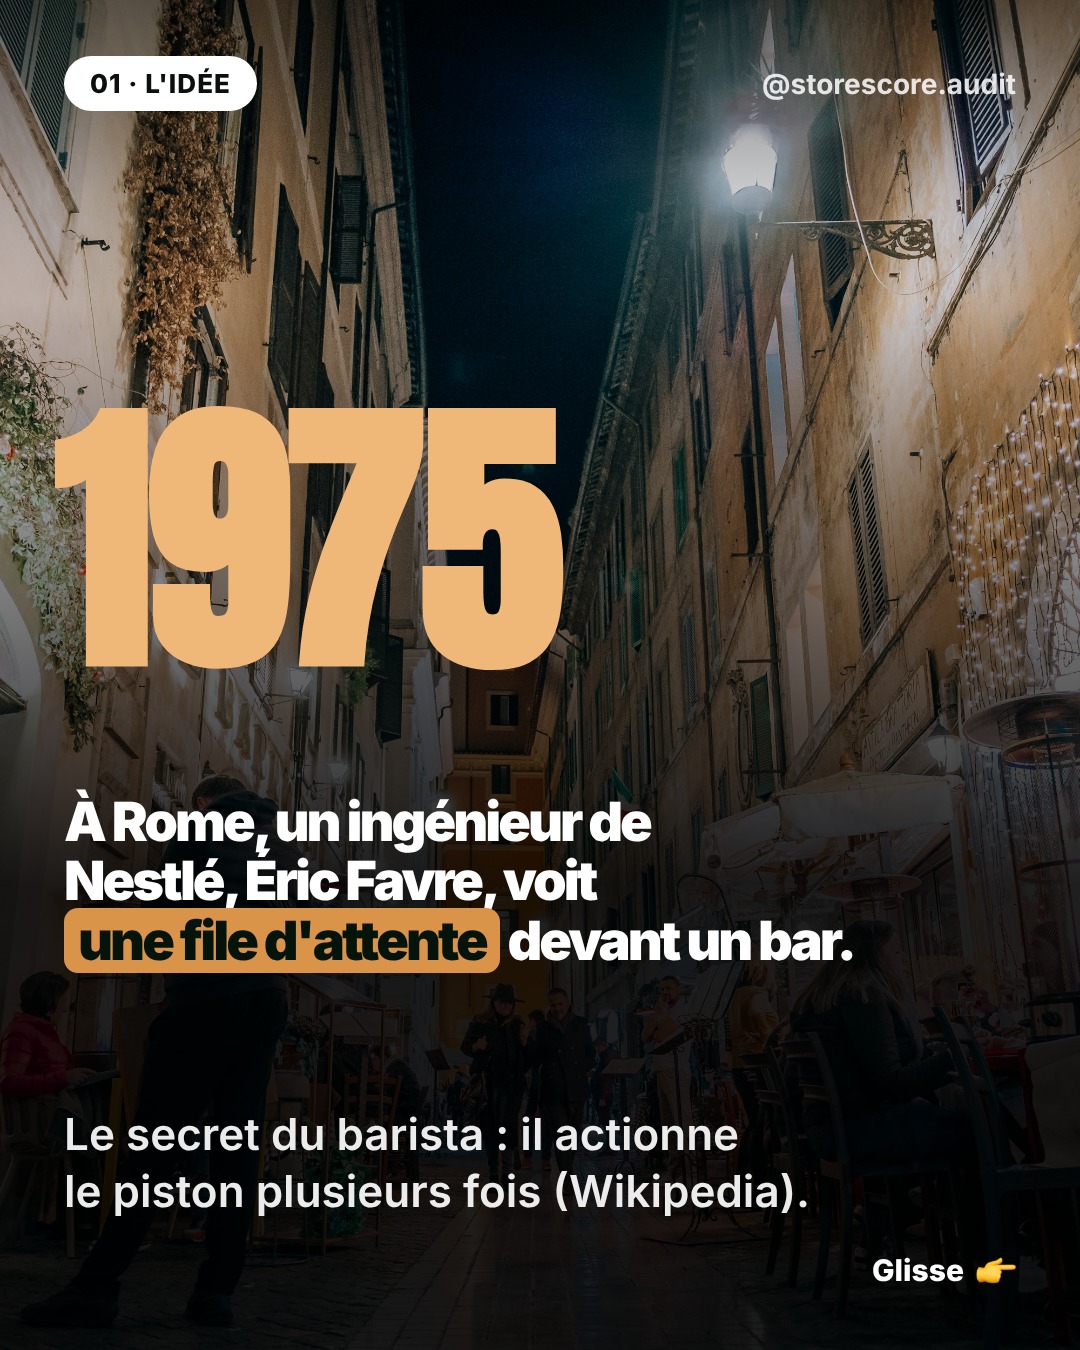 01 · L'IDÉE
@storescore.audit
1975
À Rome, un ingénieur de
Nestlé, Éric Favre, voit
une file d'attente devant un bar.
Le secret du barista : il actionne
le piston plusieurs fois (Wikipedia).
Glisse 👉